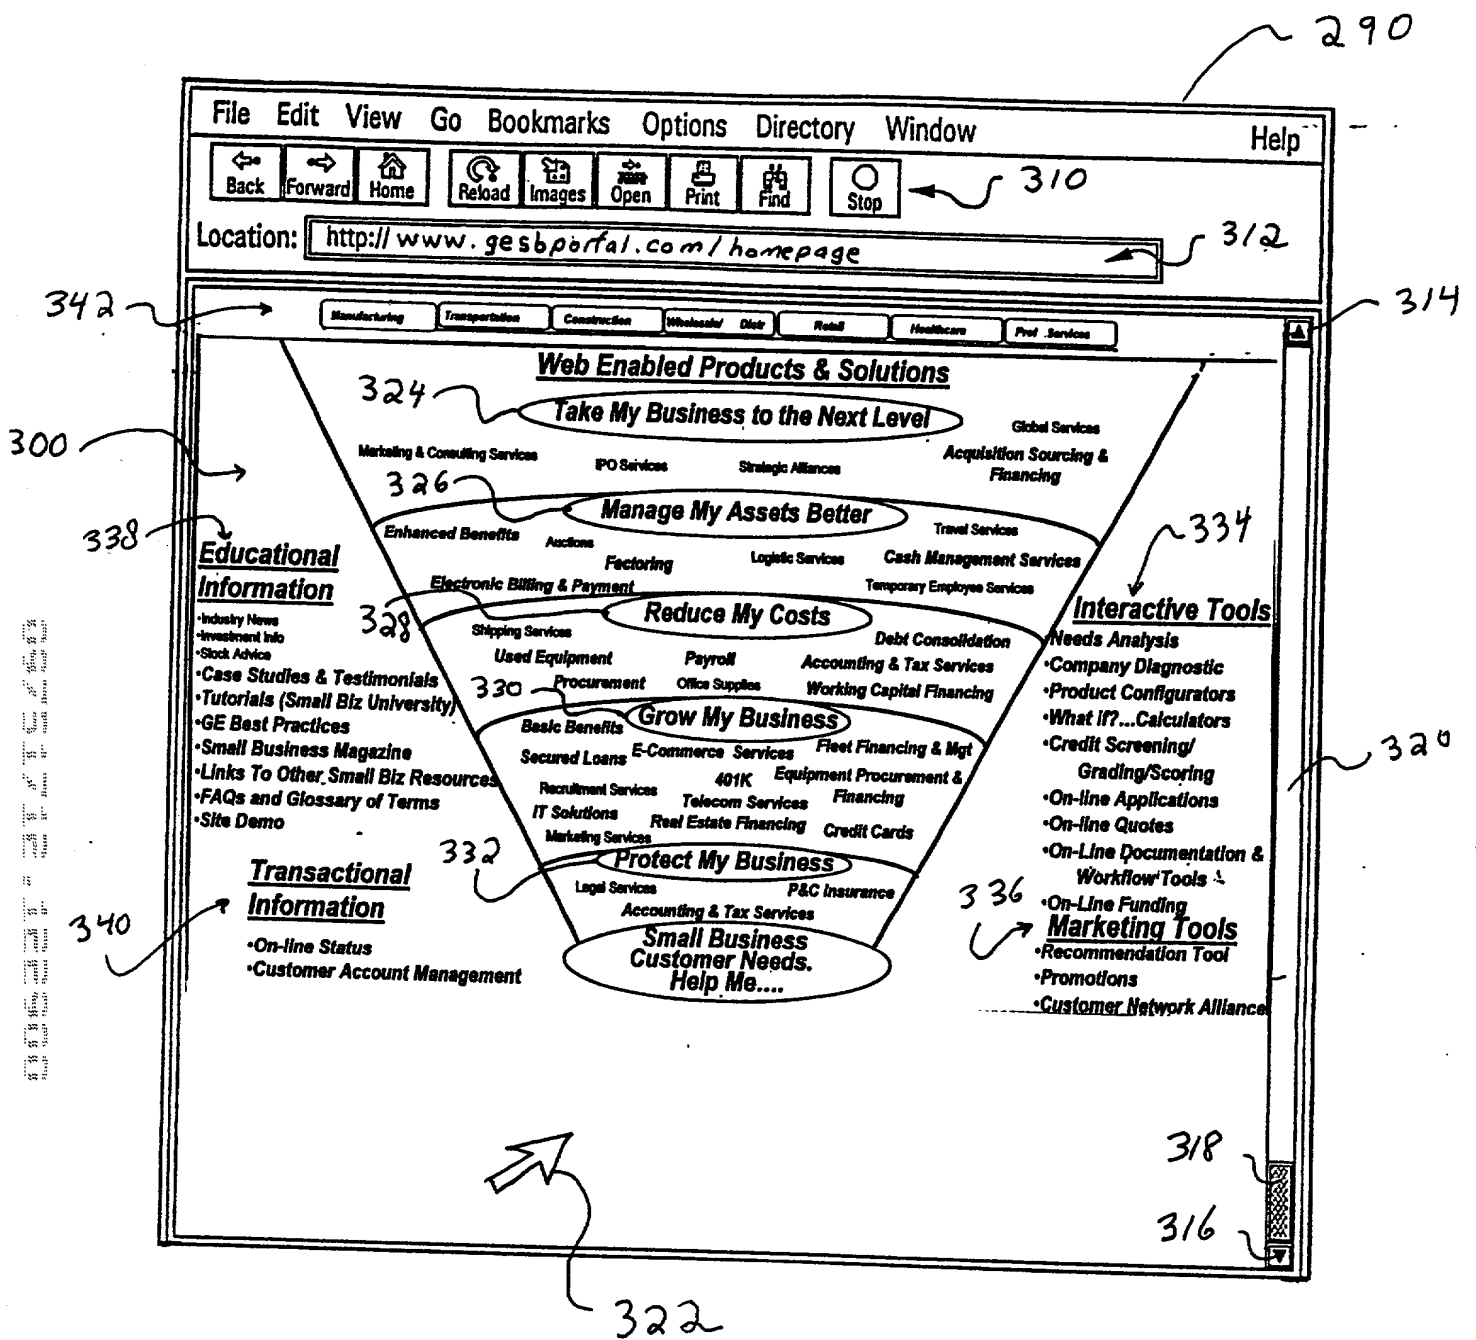 290
File Edit View Go Bookmarks Options Directory Window Help
Back Forward Home Reload Images Open Print Find Stop
310
Location: http://www.gesbportal.com/homepage
312
342
314
Manufacturing Transportation Construction Wholesale/ Distr Retail Healthcare Prof .Services
Web Enabled Products & Solutions
324
Take My Business to the Next Level
Global Services
300
Marketing & Consulting Services IPO Services Strategic Alliances
Acquisition Sourcing &
Financing
326
Manage My Assets Better
Enhanced Benefits Auctions Travel Services
Factoring Logistic Services Cash Management Services
Electronic Billing & Payment Temporary Employee Services
328
Reduce My Costs
Shipping Services Debt Consolidation
Used Equipment Payroll Accounting & Tax Services
Procurement Office Supplies Working Capital Financing
330
Grow My Business
Basic Benefits
Secured Loans E-Commerce Services Fleet Financing & Mgt
Recruitment Services 401K Equipment Procurement &
Financing
IT Solutions Telecom Services
Marketing Services Real Estate Financing Credit Cards
332
Protect My Business
Legal Services P&C Insurance
Accounting & Tax Services
Small Business
Customer Needs.
Help Me....
338
Educational
Information
•Industry News
•Investment Info
•Stock Advice
•Case Studies & Testimonials
•Tutorials (Small Biz University)
•GE Best Practices
•Small Business Magazine
•Links To Other Small Biz Resources
•FAQs and Glossary of Terms
•Site Demo
340
Transactional
Information
•On-line Status
•Customer Account Management
334
Interactive Tools
•Needs Analysis
•Company Diagnostic
•Product Configurators
•What if?...Calculators
•Credit Screening/
Grading/Scoring
•On-line Applications
•On-line Quotes
•On-Line Documentation &
Workflow Tools
•On-Line Funding
336
Marketing Tools
•Recommendation Tool
•Promotions
•Customer Network Alliance
320
318
316
322